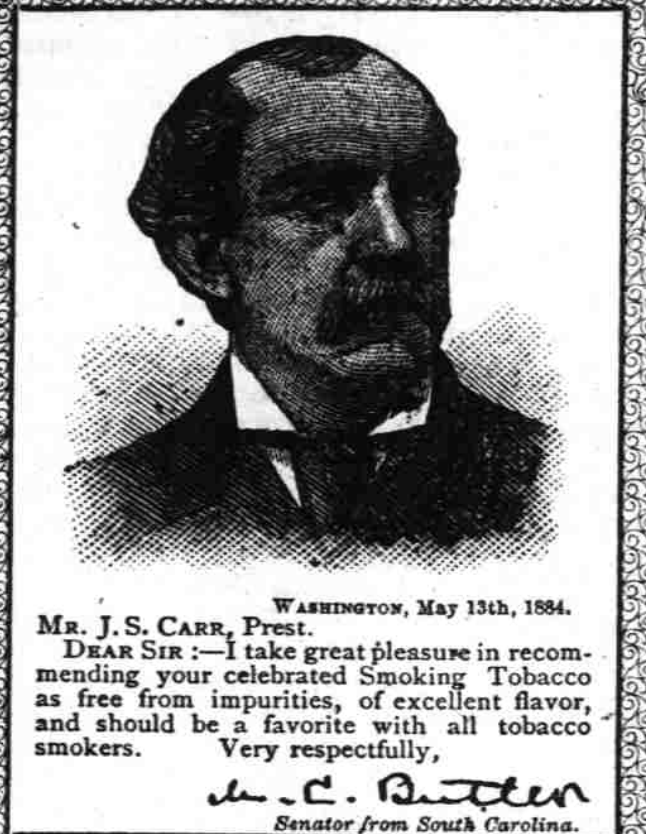 WASHINGTON, May 13th, 1884.
MR. J. S. CARR, Prest.
DEAR SIR :—I take great pleasure in recom-
mending your celebrated Smoking Tobacco
as free from impurities, of excellent flavor,
and should be a favorite with all tobacco
smokers. Very respectfully,
M. C. Butler
Senator from South Carolina.